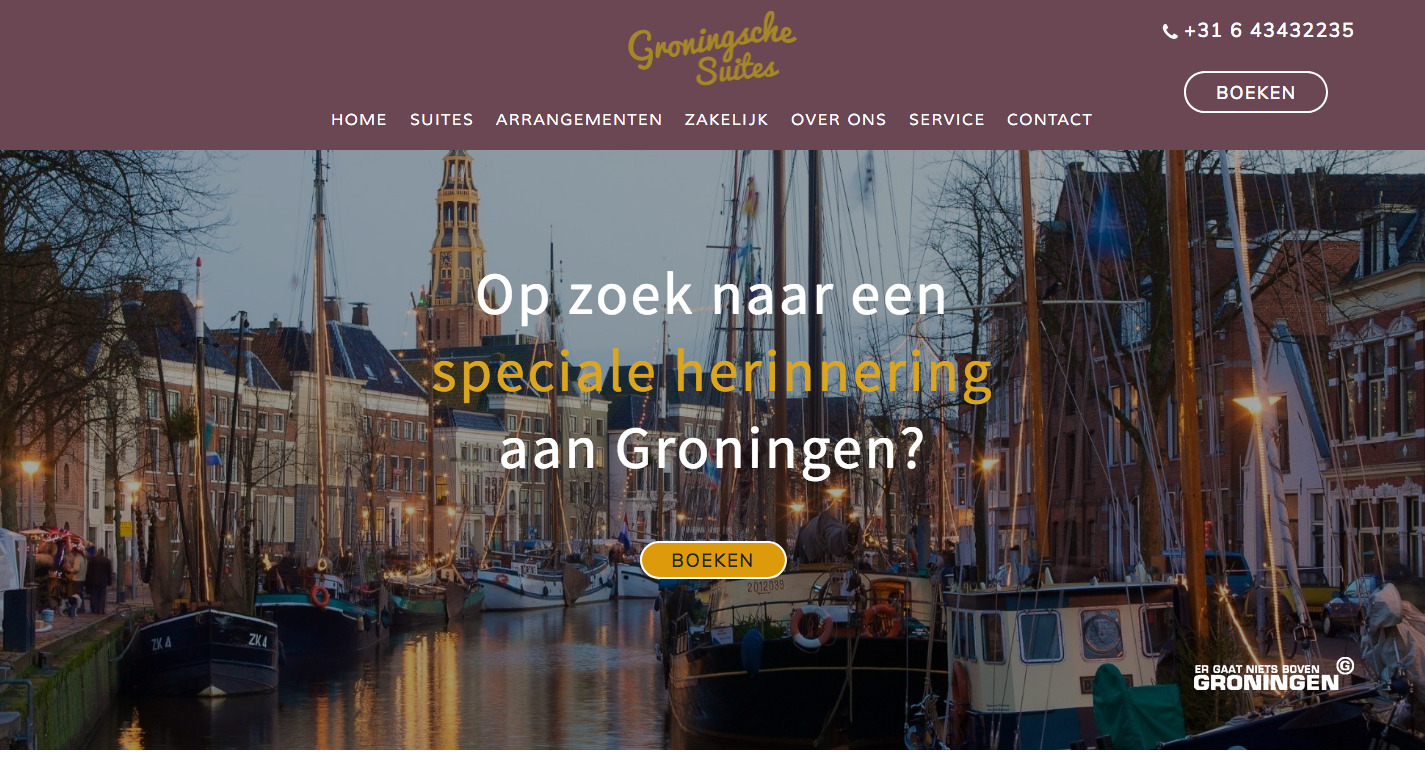 Groningsche
Suites
+31 6 43432235
BOEKEN
HOME SUITES ARRANGEMENTEN ZAKELIJK OVER ONS SERVICE CONTACT
Op zoek naar een
speciale herinnering
aan Groningen?
BOEKEN
2012039
ZK4 ZK4
ER GAAT NIETS BOVEN
GRONINGEN G